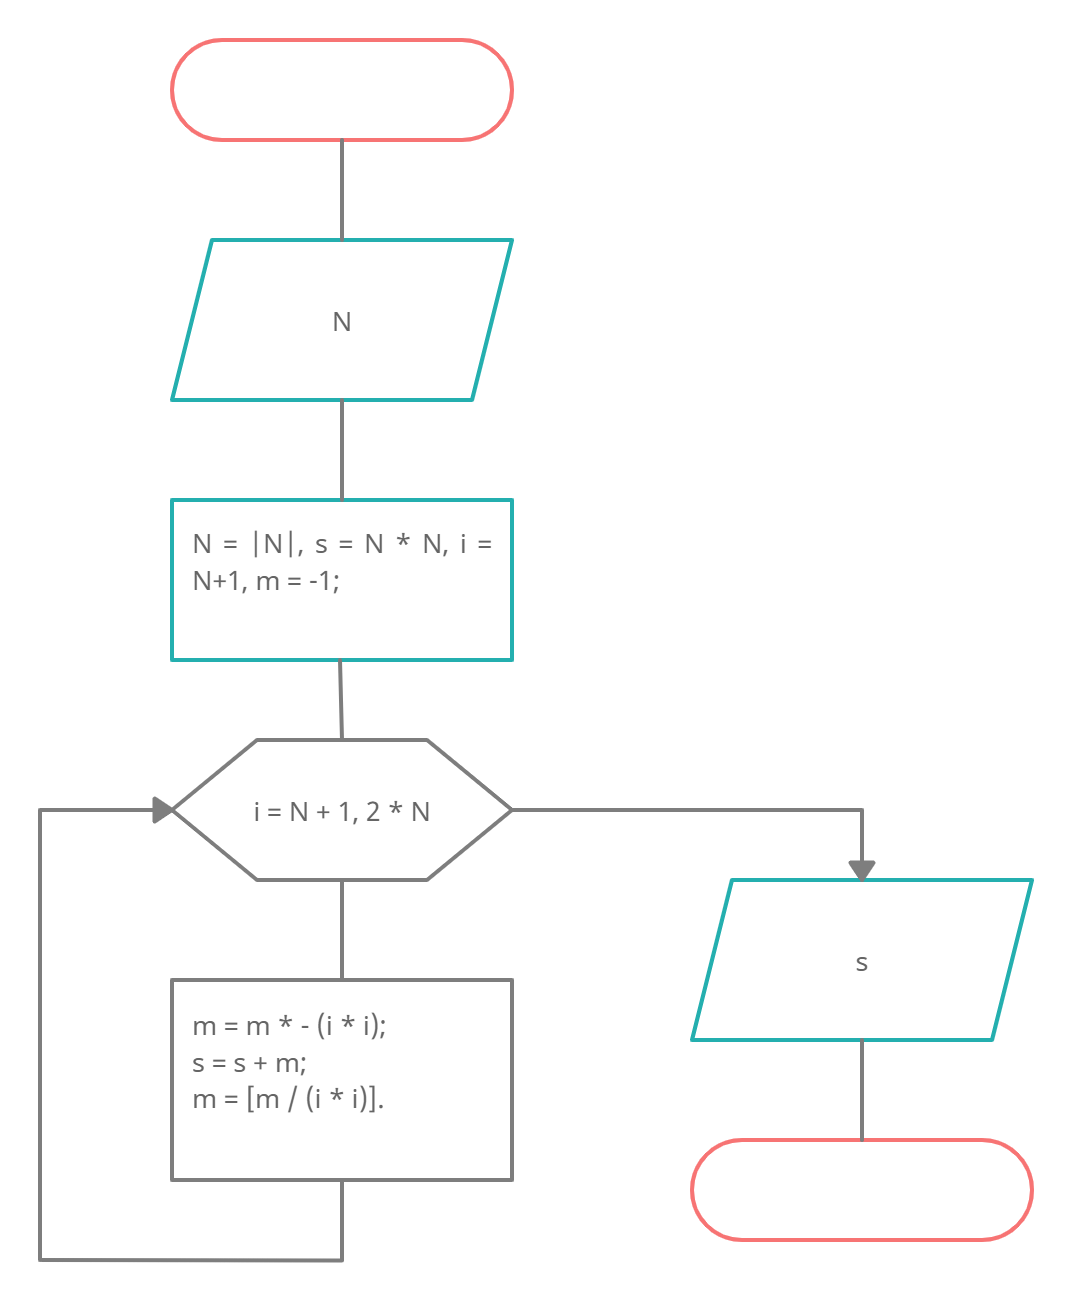 N
N = |N|, s = N * N, i =
N+1, m = -1;
i = N + 1, 2 * N
m = m * - (i * i);
s = s + m;
m = [m / (i * i)].
s